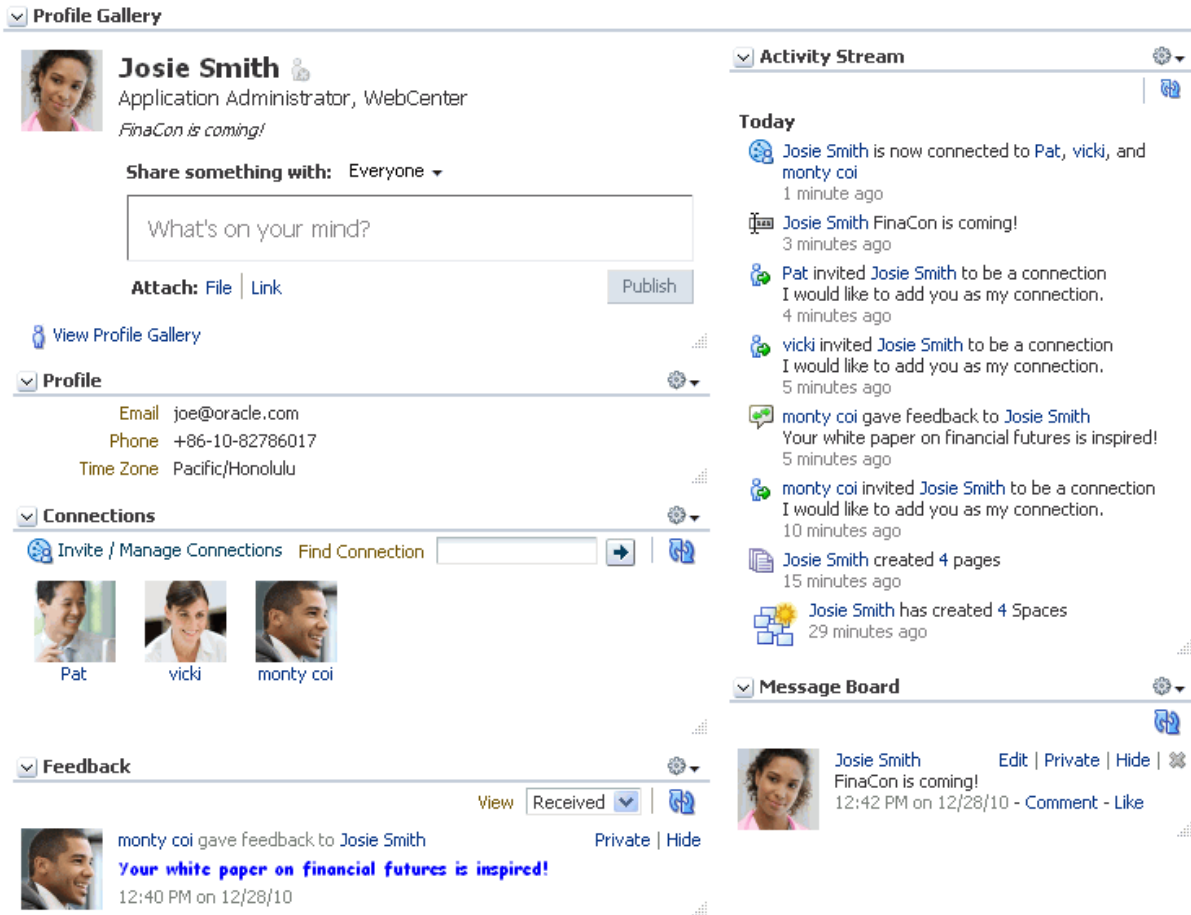 Profile Gallery
Josie Smith
Application Administrator, WebCenter
FinaCon is coming!
Share something with: Everyone
What's on your mind?
Attach: File | Link
Publish
View Profile Gallery
Profile
Email joe@oracle.com
Phone +86-10-82786017
Time Zone Pacific/Honolulu
Connections
Invite / Manage Connections Find Connection
Pat vicki monty coi
Feedback
View Received
monty coi gave feedback to Josie Smith Private | Hide
Your white paper on financial futures is inspired!
12:40 PM on 12/28/10
Activity Stream
Today
Josie Smith is now connected to Pat, vicki, and
monty coi
1 minute ago
Josie Smith FinaCon is coming!
3 minutes ago
Pat invited Josie Smith to be a connection
I would like to add you as my connection.
4 minutes ago
vicki invited Josie Smith to be a connection
I would like to add you as my connection.
5 minutes ago
monty coi gave feedback to Josie Smith
Your white paper on financial futures is inspired!
5 minutes ago
monty coi invited Josie Smith to be a connection
I would like to add you as my connection.
10 minutes ago
Josie Smith created 4 pages
15 minutes ago
Josie Smith has created 4 Spaces
29 minutes ago
Message Board
Josie Smith Edit | Private | Hide |
FinaCon is coming!
12:42 PM on 12/28/10 - Comment - Like